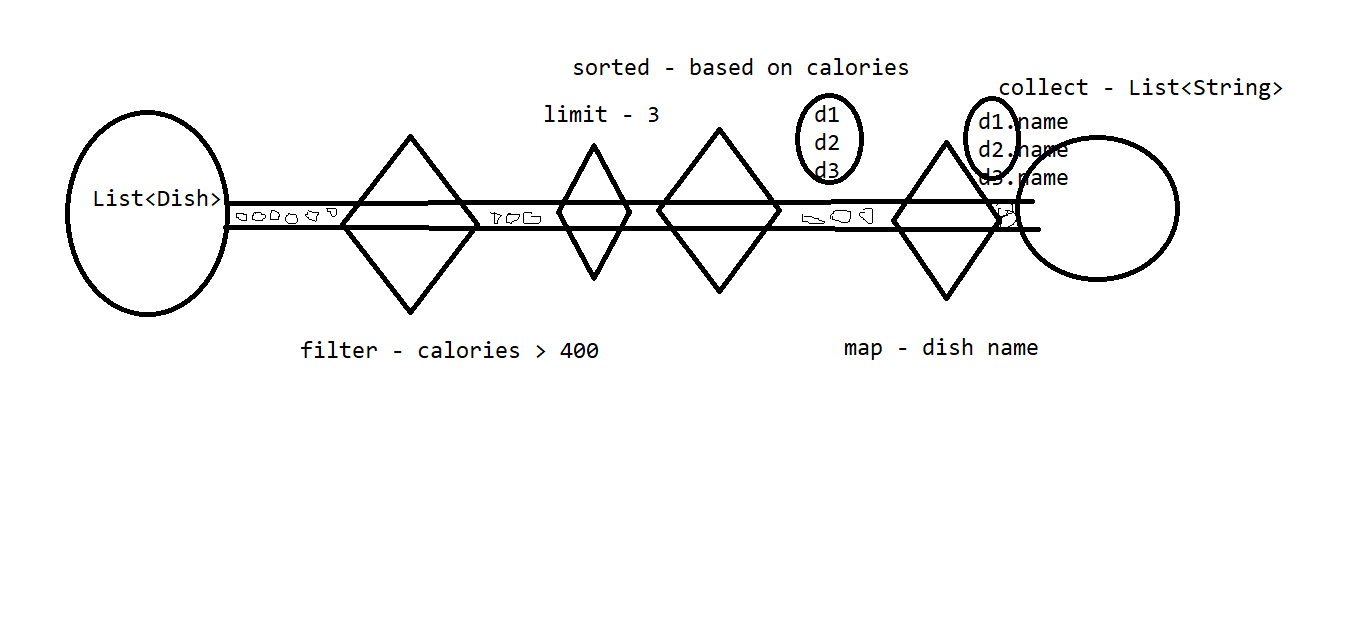 sorted - based on calories
collect - List<String>
limit - 3
d1
d2
d3
d1.name
d2.name
d3.name
List<Dish>
filter - calories > 400
map - dish name